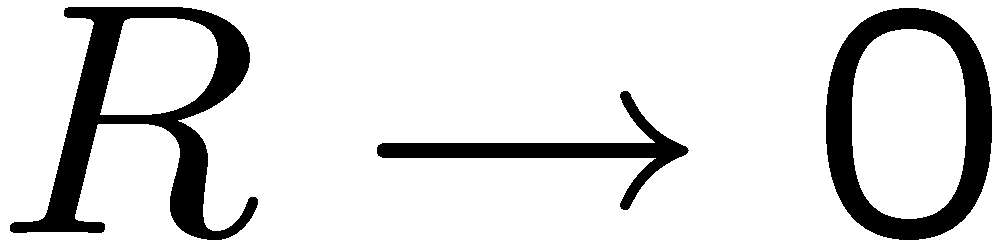 R → 0